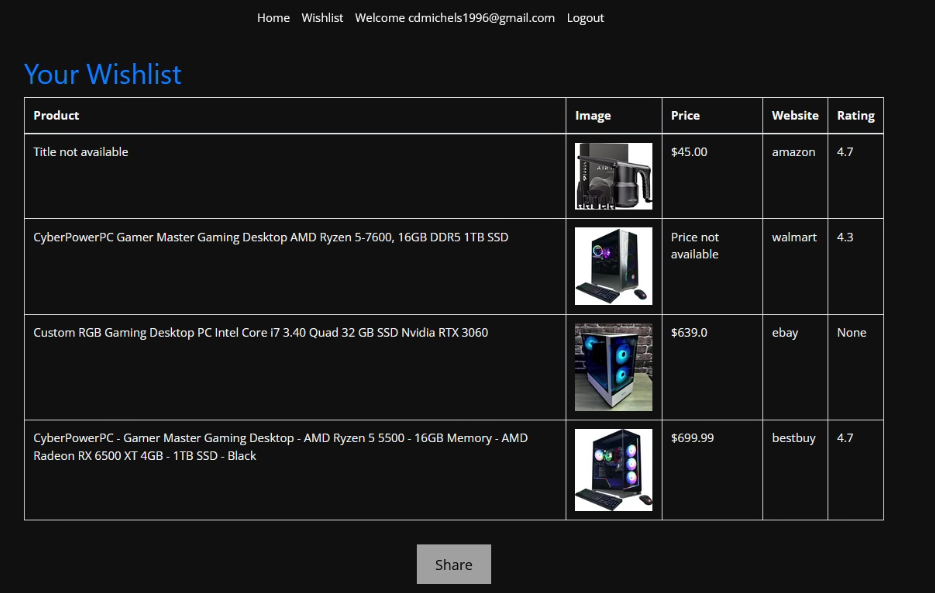 Home Wishlist Welcome cdmichels1996@gmail.com Logout
Your Wishlist
Product Image Price Website Rating
Title not available $45.00 amazon 4.7
CyberPowerPC Gamer Master Gaming Desktop AMD Ryzen 5-7600, 16GB DDR5 1TB SSD Price not walmart 4.3
available
Custom RGB Gaming Desktop PC Intel Core i7 3.40 Quad 32 GB SSD Nvidia RTX 3060 $639.0 ebay None
CyberPowerPC - Gamer Master Gaming Desktop - AMD Ryzen 5 5500 - 16GB Memory - AMD $699.99 bestbuy 4.7
Radeon RX 6500 XT 4GB - 1TB SSD - Black
Share